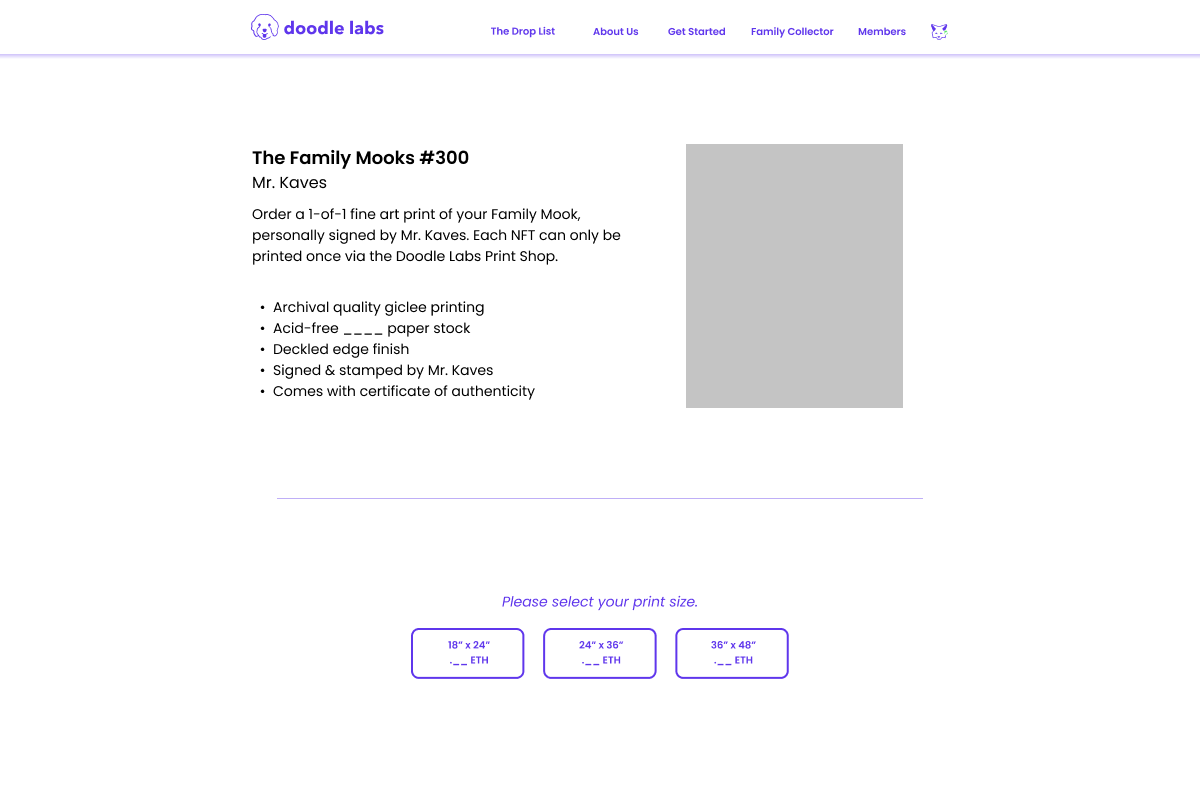 doodle labs
The Drop List
About Us
Get Started
Family Collector
Members
The Family Mooks #300
Mr. Kaves
Order a 1-of-1 fine art print of your Family Mook,
personally signed by Mr. Kaves. Each NFT can only be
printed once via the Doodle Labs Print Shop.
• Archival quality giclee printing
• Acid-free ____ paper stock
• Deckled edge finish
• Signed & stamped by Mr. Kaves
• Comes with certificate of authenticity
Please select your print size.
18” x 24”
.__ ETH
24” x 36”
.__ ETH
36” x 48”
.__ ETH